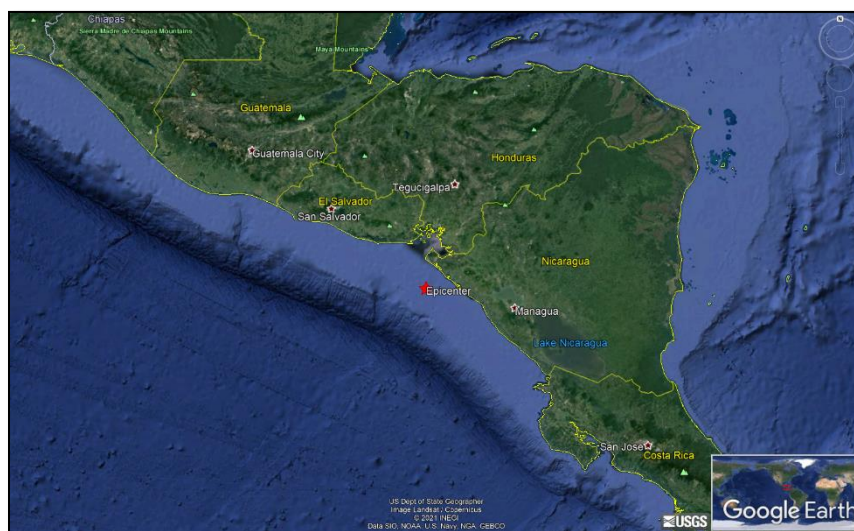 Chiapas
Sierra Madre de Chiapas Mountains
Maya Mountains
Guatemala
Guatemala City
Honduras
Tegucigalpa
El Salvador
San Salvador
Nicaragua
Epicenter
Managua
Lake Nicaragua
San Jose
Costa Rica
US Dept of State Geographer
Image Landsat / Copernicus
© 2021 INEGI
Data SIO, NOAA, U.S. Navy, NGA, GEBCO
USGS
Google Earth